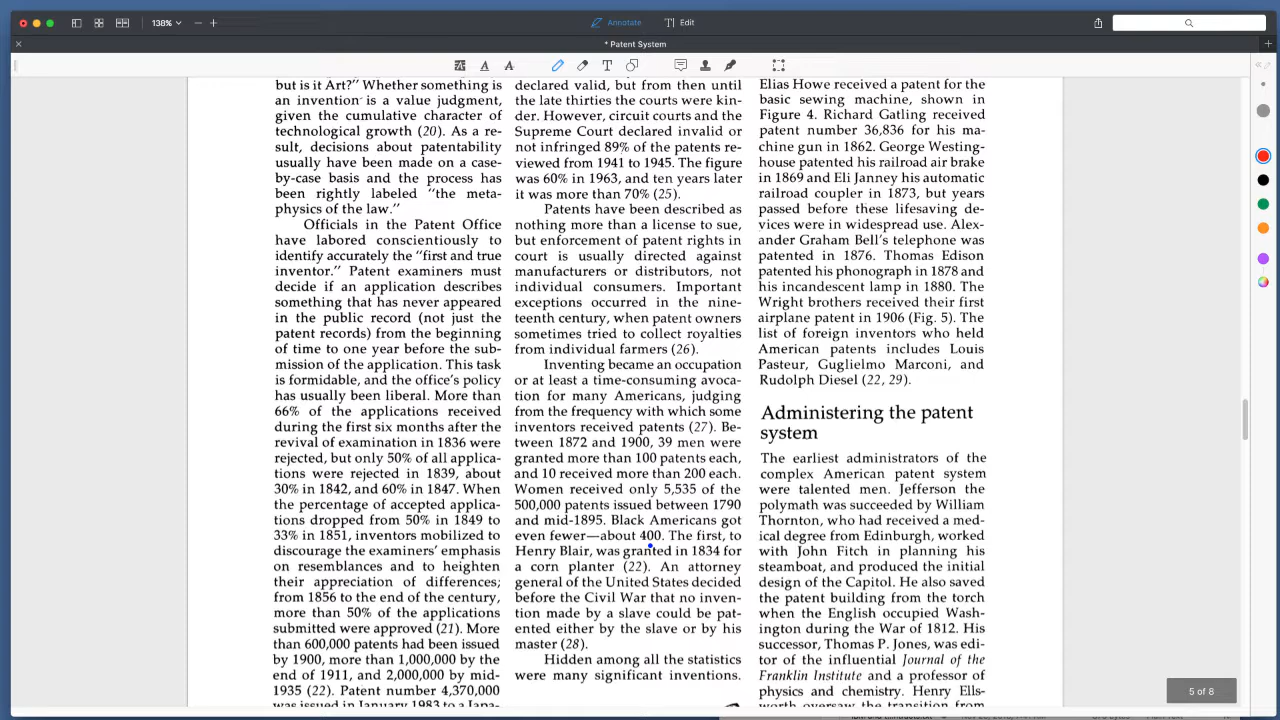 138%
Annotate
Edit
* Patent System
but is it Art?" Whether something is
an invention is a value judgment,
given the cumulative character of
technological growth (20). As a re-
sult, decisions about patentability
usually have been made on a case-
by-case basis and the process has
been rightly labeled "the meta-
physics of the law."
Officials in the Patent Office
have labored conscientiously to
identify accurately the "first and true
inventor." Patent examiners must
decide if an application describes
something that has never appeared
in the public record (not just the
patent records) from the beginning
of time to one year before the sub-
mission of the application. This task
is formidable, and the office's policy
has usually been liberal. More than
66% of the applications received
during the first six months after the
revival of examination in 1836 were
rejected, but only 50% of all applica-
tions were rejected in 1839, about
30% in 1842, and 60% in 1847. When
the percentage of accepted applica-
tions dropped from 50% in 1849 to
33% in 1851, inventors mobilized to
discourage the examiners' emphasis
on resemblances and to heighten
their appreciation of differences;
from 1856 to the end of the century,
more than 50% of the applications
submitted were approved (21). More
than 600,000 patents had been issued
by 1900, more than 1,000,000 by the
end of 1911, and 2,000,000 by mid-
1935 (22). Patent number 4,370,000
was issued in January 1983 to a Japa-
declared valid, but from then until
the late thirties the courts were kin-
der. However, circuit courts and the
Supreme Court declared invalid or
not infringed 89% of the patents re-
viewed from 1941 to 1945. The figure
was 60% in 1963, and ten years later
it was more than 70% (25).
Patents have been described as
nothing more than a license to sue,
but enforcement of patent rights in
court is usually directed against
manufacturers or distributors, not
individual consumers. Important
exceptions occurred in the nine-
teenth century, when patent owners
sometimes tried to collect royalties
from individual farmers (26).
Inventing became an occupation
or at least a time-consuming avoca-
tion for many Americans, judging
from the frequency with which some
inventors received patents (27). Be-
tween 1872 and 1900, 39 men were
granted more than 100 patents each,
and 10 received more than 200 each.
Women received only 5,535 of the
500,000 patents issued between 1790
and mid-1895. Black Americans got
even fewer—about 400. The first, to
Henry Blair, was granted in 1834 for
a corn planter (22). An attorney
general of the United States decided
before the Civil War that no inven-
tion made by a slave could be pat-
ented either by the slave or by his
master (28).
Hidden among all the statistics
were many significant inventions.
Elias Howe received a patent for the
basic sewing machine, shown in
Figure 4. Richard Gatling received
patent number 36,836 for his ma-
chine gun in 1862. George Westing-
house patented his railroad air brake
in 1869 and Eli Janney his automatic
railroad coupler in 1873, but years
passed before these lifesaving de-
vices were in widespread use. Alex-
ander Graham Bell's telephone was
patented in 1876. Thomas Edison
patented his phonograph in 1878 and
his incandescent lamp in 1880. The
Wright brothers received their first
airplane patent in 1906 (Fig. 5). The
list of foreign inventors who held
American patents includes Louis
Pasteur, Guglielmo Marconi, and
Rudolph Diesel (22, 29).
Administering the patent
system
The earliest administrators of the
complex American patent system
were talented men. Jefferson the
polymath was succeeded by William
Thornton, who had received a med-
ical degree from Edinburgh, worked
with John Fitch in planning his
steamboat, and produced the initial
design of the Capitol. He also saved
the patent building from the torch
when the English occupied Wash-
ington during the War of 1812. His
successor, Thomas P. Jones, was edi-
tor of the influential Journal of the
Franklin Institute and a professor of
physics and chemistry. Henry Ells-
worth oversaw the transition from
5 of 8